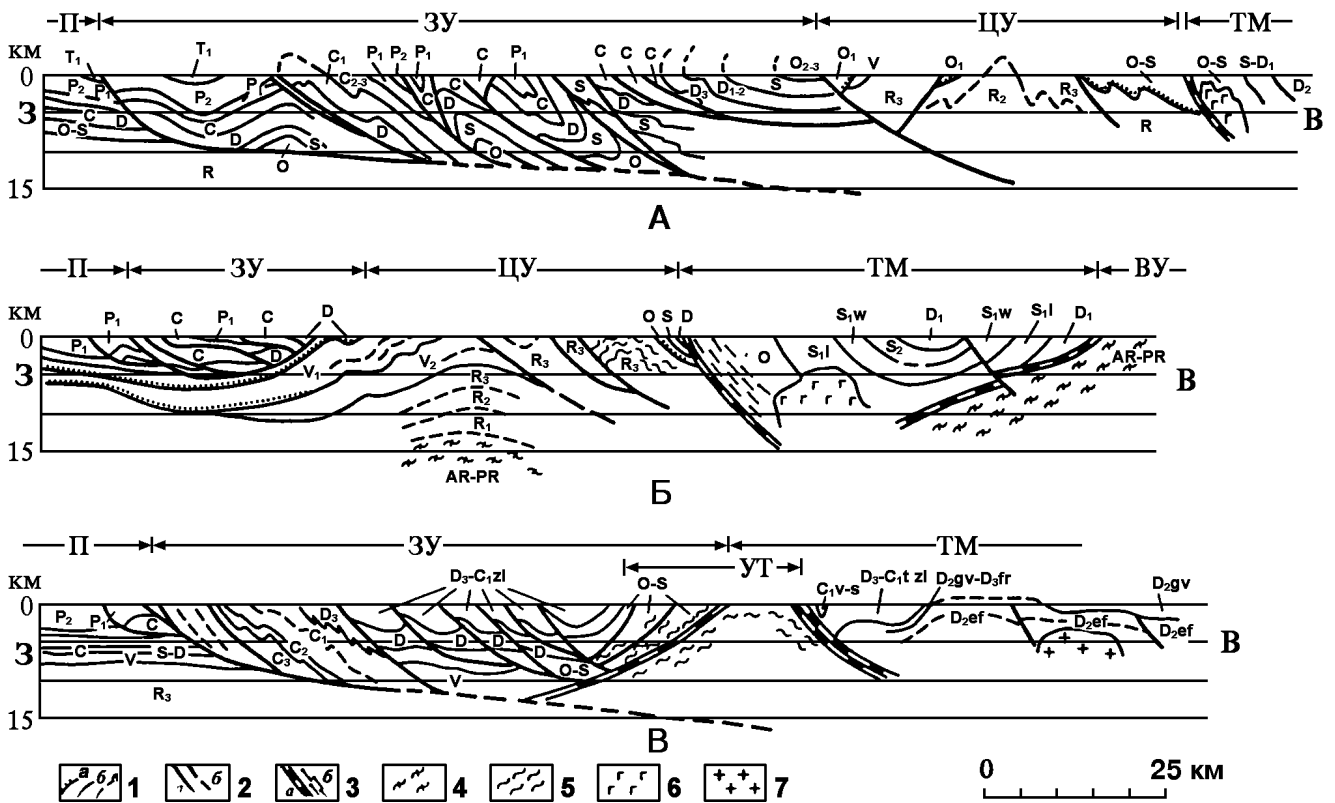 П ЗУ ЦУ ТМ
км T₁ T₁ C₁ P₁ P₂ P₁ C P₁ C C C O₂₋₃ O₁ V O₁ O-S O-S S-D₁
0 P₂ P₁ P₂ P C₂₋₃ C D C S D D₃ D₁₋₂ S R₃ R₂ R₃ D₂
3 C D C D D S D S S R З В
O-S D S O S O O
R O
15
А
П ЗУ ЦУ ТМ ВУ
км P₁ C P₁ C D O S D S₁w D₁ S₁w S₁l D₁
0 P₁ C D V₁ V₂ R₃ R₃ R₃ O S₁l S₂ AR-PR
3 R₃ З В
R₂
R₁
15 AR-PR
Б
П ЗУ ТМ
УТ
км D₃-C₁zl O-S C₁v-s D₃-C₁t zl D₂gv-D₃fr D₂gv
0 P₂ P₁ C D₃ D₂ef D₂ef D₂ef
3 C S-D C₁ C₂ C₃ D D D D O-S З В
V V
R₃
15
В
а б 1 б 2 а б 3 4 5 6 7 0 25 км